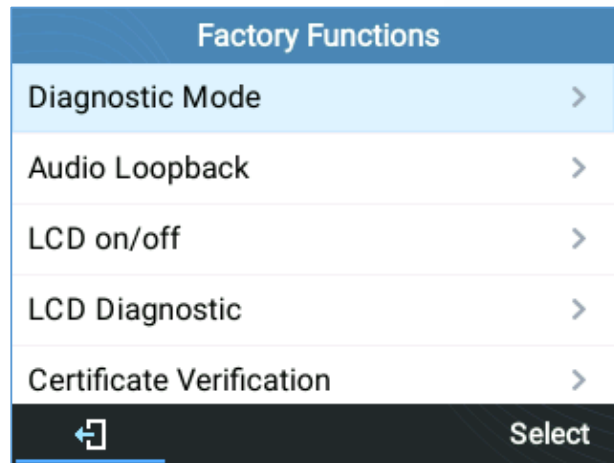 Factory Functions
Diagnostic Mode
Audio Loopback
LCD on/off
LCD Diagnostic
Certificate Verification
Select